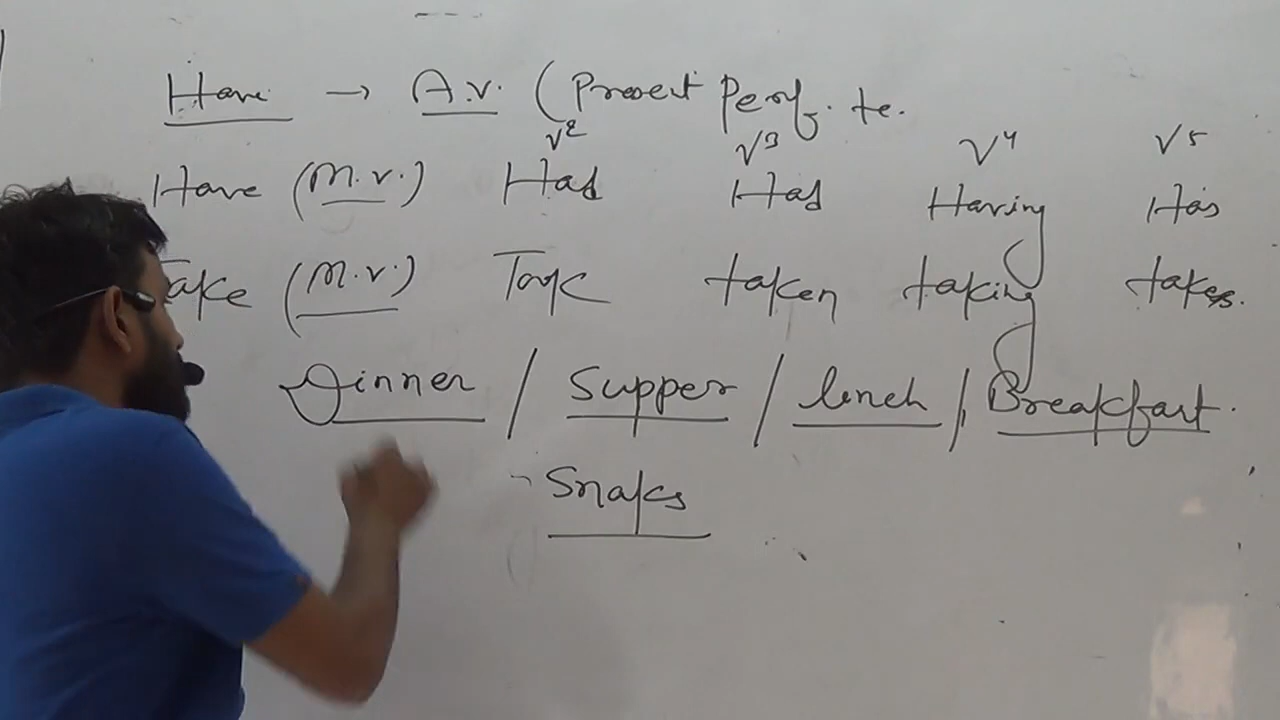 Have → A.V. (Present Perf. te.
V2 V3 V4 V5
Have (M.V.) Had Had Having Has
Take (M.V.) Took taken taking takes.
Dinner / Supper / lunch / Breakfast.
- Snaks